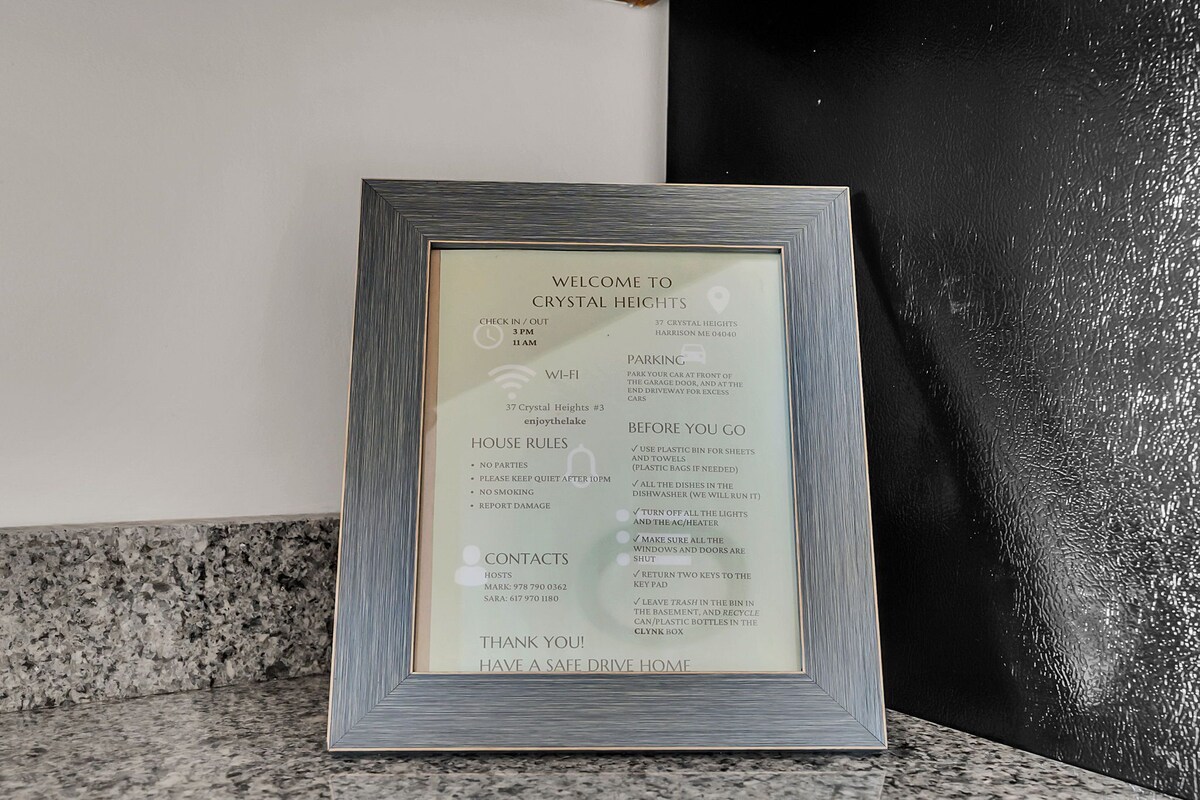 WELCOME TO
CRYSTAL HEIGHTS
CHECK IN / OUT
3 PM
11 AM
37 CRYSTAL HEIGHTS
HARRISON ME 04040
WI-FI
37 Crystal Heights #3
enjoythelake
PARKING
PARK YOUR CAR AT FRONT OF
THE GARAGE DOOR, AND AT THE
END DRIVEWAY FOR EXCESS
CARS
HOUSE RULES
• NO PARTIES
• PLEASE KEEP QUIET AFTER 10PM
• NO SMOKING
• REPORT DAMAGE
BEFORE YOU GO
✓ USE PLASTIC BIN FOR SHEETS
AND TOWELS
(PLASTIC BAGS IF NEEDED)
✓ ALL THE DISHES IN THE
DISHWASHER (WE WILL RUN IT)
✓ TURN OFF ALL THE LIGHTS
AND THE AC/HEATER
✓ MAKE SURE ALL THE
WINDOWS AND DOORS ARE
SHUT
✓ RETURN TWO KEYS TO THE
KEY PAD
✓ LEAVE TRASH IN THE BIN IN
THE BASEMENT, AND RECYCLE
CAN/PLASTIC BOTTLES IN THE
CLYNK BOX
CONTACTS
HOSTS
MARK: 978 790 0362
SARA: 617 970 1180
THANK YOU!
HAVE A SAFE DRIVE HOME